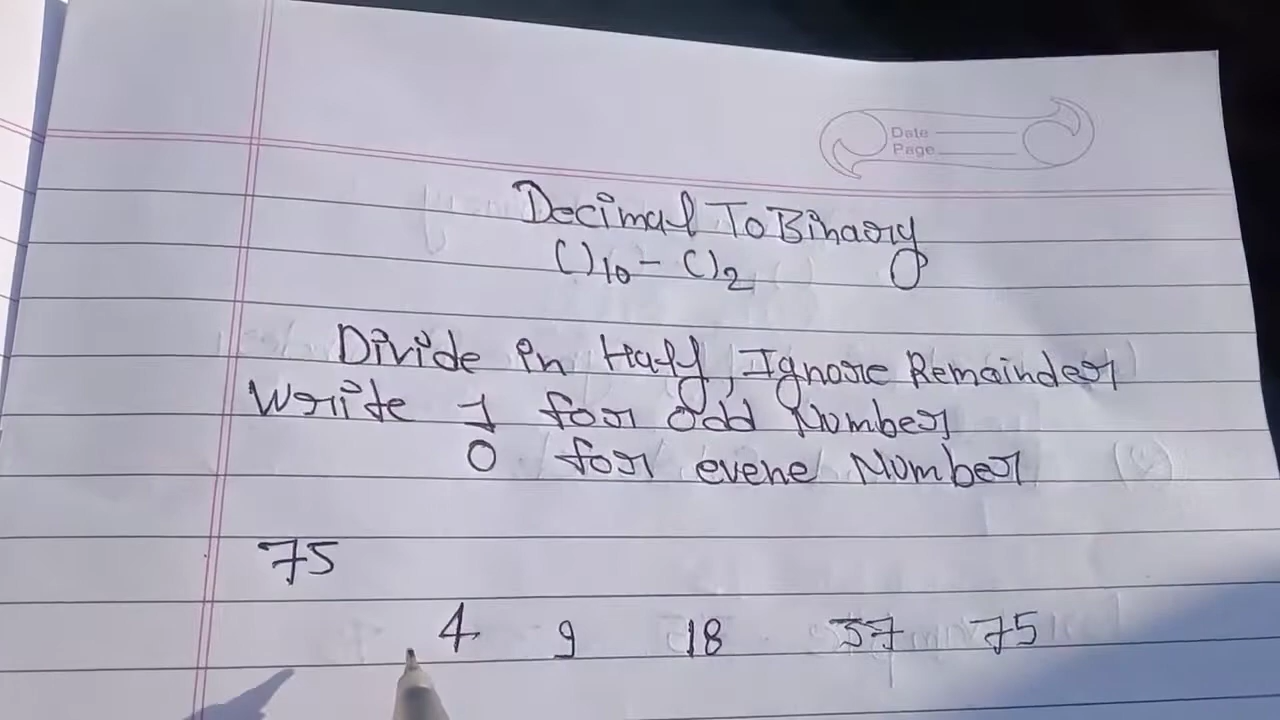 Date
Page
Decimal To Binary
()10 - ()2
Divide in Half, Ignore Remainder
Write 1 for odd Number,
0 for evene Number
75
4 9 18 37 75